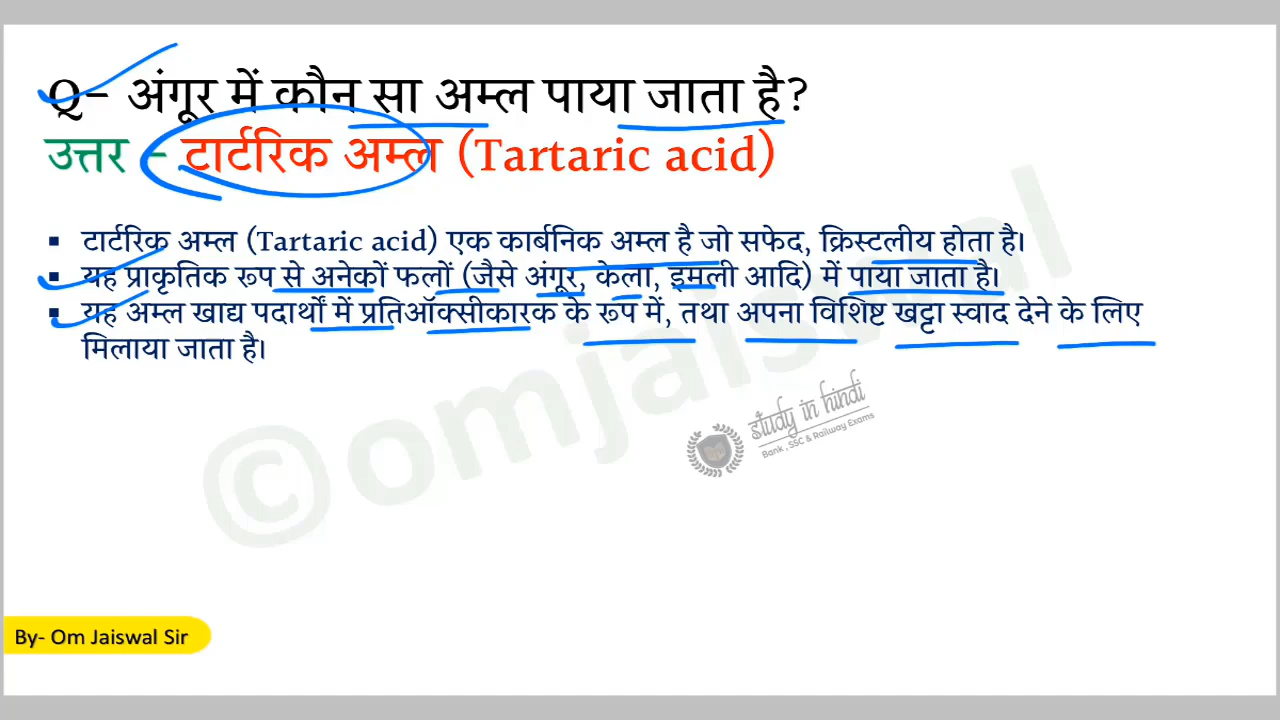 Q- अंगूर में कौन सा अम्ल पाया जाता है?
उत्तर - टार्टरिक अम्ल (Tartaric acid)
▪ टार्टरिक अम्ल (Tartaric acid) एक कार्बनिक अम्ल है जो सफेद, क्रिस्टलीय होता है।
▪ यह प्राकृतिक रूप से अनेकों फलों (जैसे अंगूर, केला, इमली आदि) में पाया जाता है।
▪ यह अम्ल खाद्य पदार्थों में प्रतिऑक्सीकारक के रूप में, तथा अपना विशिष्ट खट्टा स्वाद देने के लिए
मिलाया जाता है।
©omjaiswal
study in hindi
Bank, SSC & Railway Exams
By- Om Jaiswal Sir